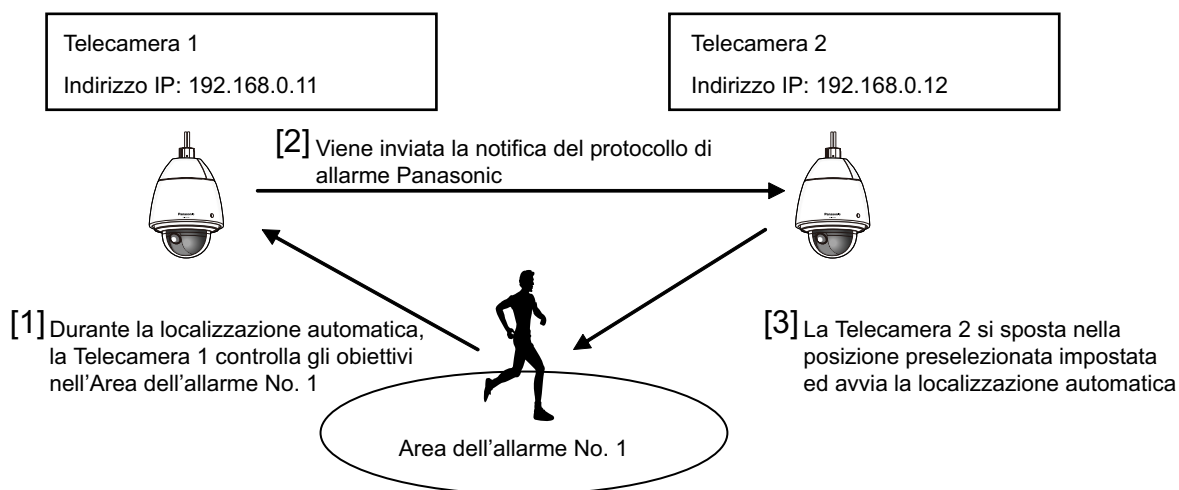 Telecamera 1
Indirizzo IP: 192.168.0.11
Telecamera 2
Indirizzo IP: 192.168.0.12
[2] Viene inviata la notifica del protocollo di
allarme Panasonic
Panasonic
Panasonic
[1] Durante la localizzazione automatica,
la Telecamera 1 controlla gli obiettivi
nell’Area dell’allarme No. 1
[3] La Telecamera 2 si sposta nella
posizione preselezionata impostata
ed avvia la localizzazione automatica
Area dell’allarme No. 1